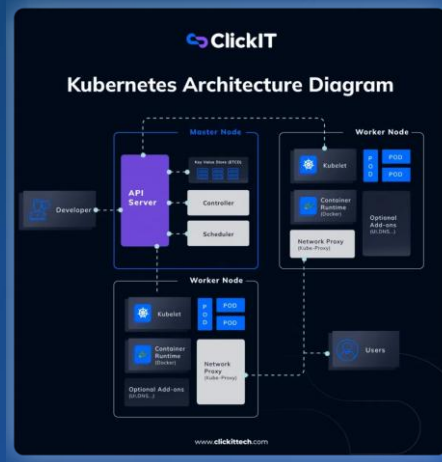 ClickIT
Kubernetes Architecture Diagram
Master Node
Worker Node
Key Value Store (ETCD)
API
Server
Kubelet
POD
POD
POD
Developer
Controller
Container
Runtime
(Docker)
Optional
Add-ons
(UI,DNS...)
Scheduler
Network Proxy
(Kube-Proxy)
Worker Node
Kubelet
POD
POD
POD
Container
Runtime
(Docker)
Network
Proxy
(Kube-Proxy)
Users
Optional Add-ons
(UI,DNS...)
www.clickittech.com